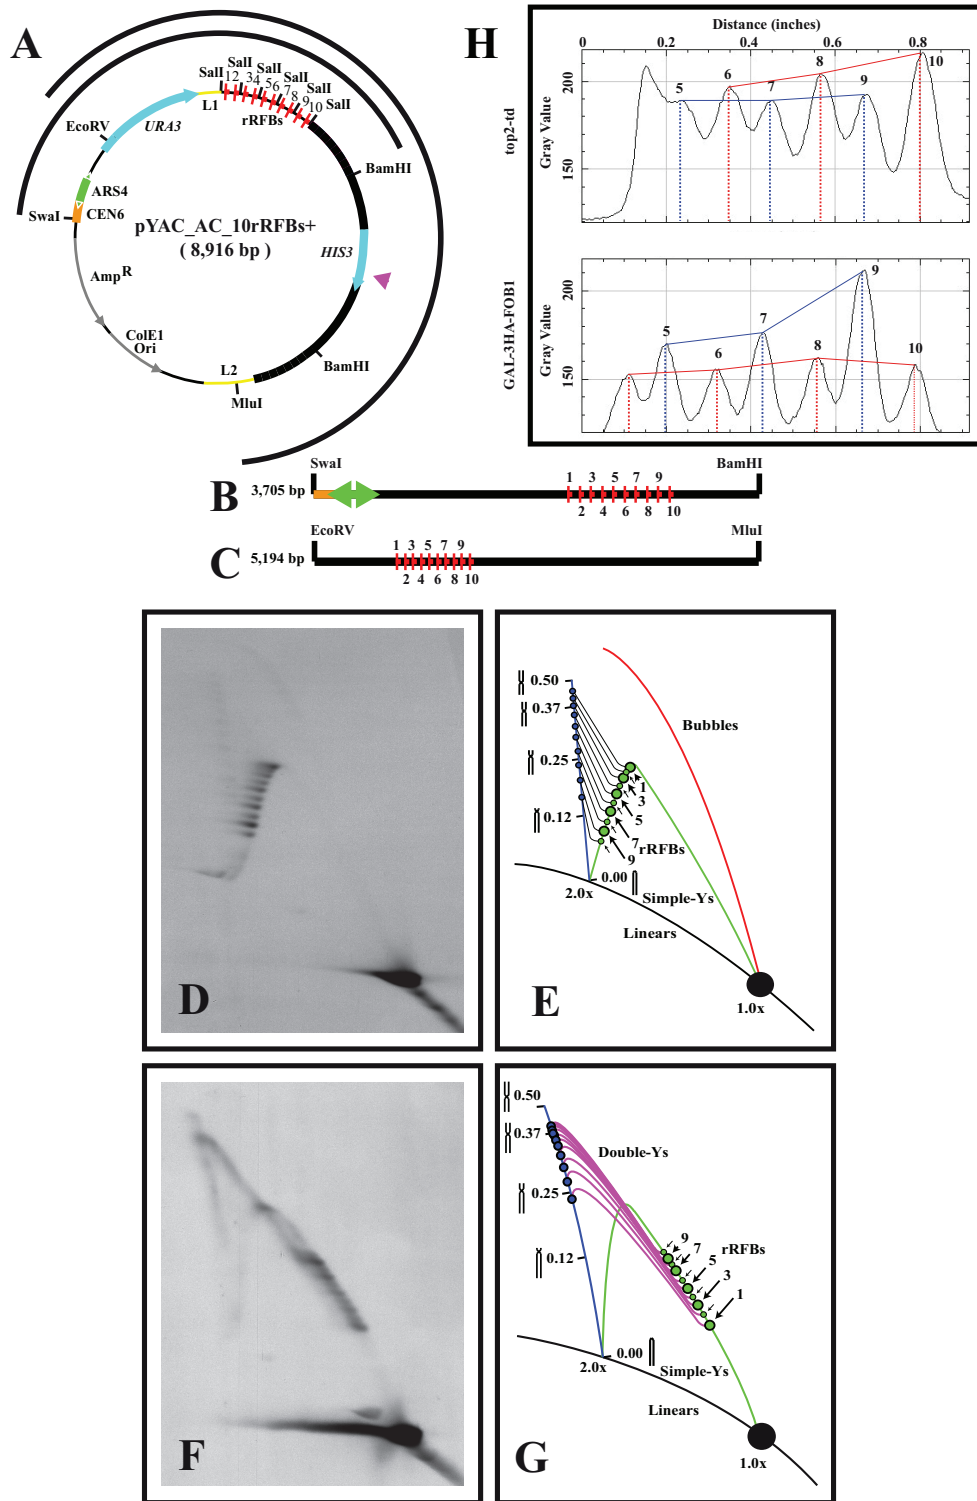 A
SalI
SalI
SalI
SalI
SalI
SalI
12 34 56 7 8 9 10
L1
rRFBs
EcoRV
URA3
BamHI
ARS4
CEN6
SwaI
pYAC_AC_10rRFBs+
( 8,916 bp )
HIS3
AmpR
ColE1
Ori
BamHI
L2
MluI
H
Distance (inches)
0 0.2 0.4 0.6 0.8
top2-td
Gray Value
200
150
5 6 7 8 9 10
GAL-3HA-FOB1
Gray Value
200
150
5 6 7 8 9 10
B
3,705 bp
SwaI
BamHI
1 3 5 7 9
2 4 6 8 10
C
5,194 bp
EcoRV
MluI
1 3 5 7 9
2 4 6 8 10
D
E
0.50
0.37
0.25
0.12
0.00
2.0x
Bubbles
1
3
5
7
9
rRFBs
Simple-Ys
Linears
1.0x
F
G
0.50
0.37
0.25
0.12
0.00
2.0x
Double-Ys
rRFBs
9
7
5
3
1
Simple-Ys
Linears
1.0x